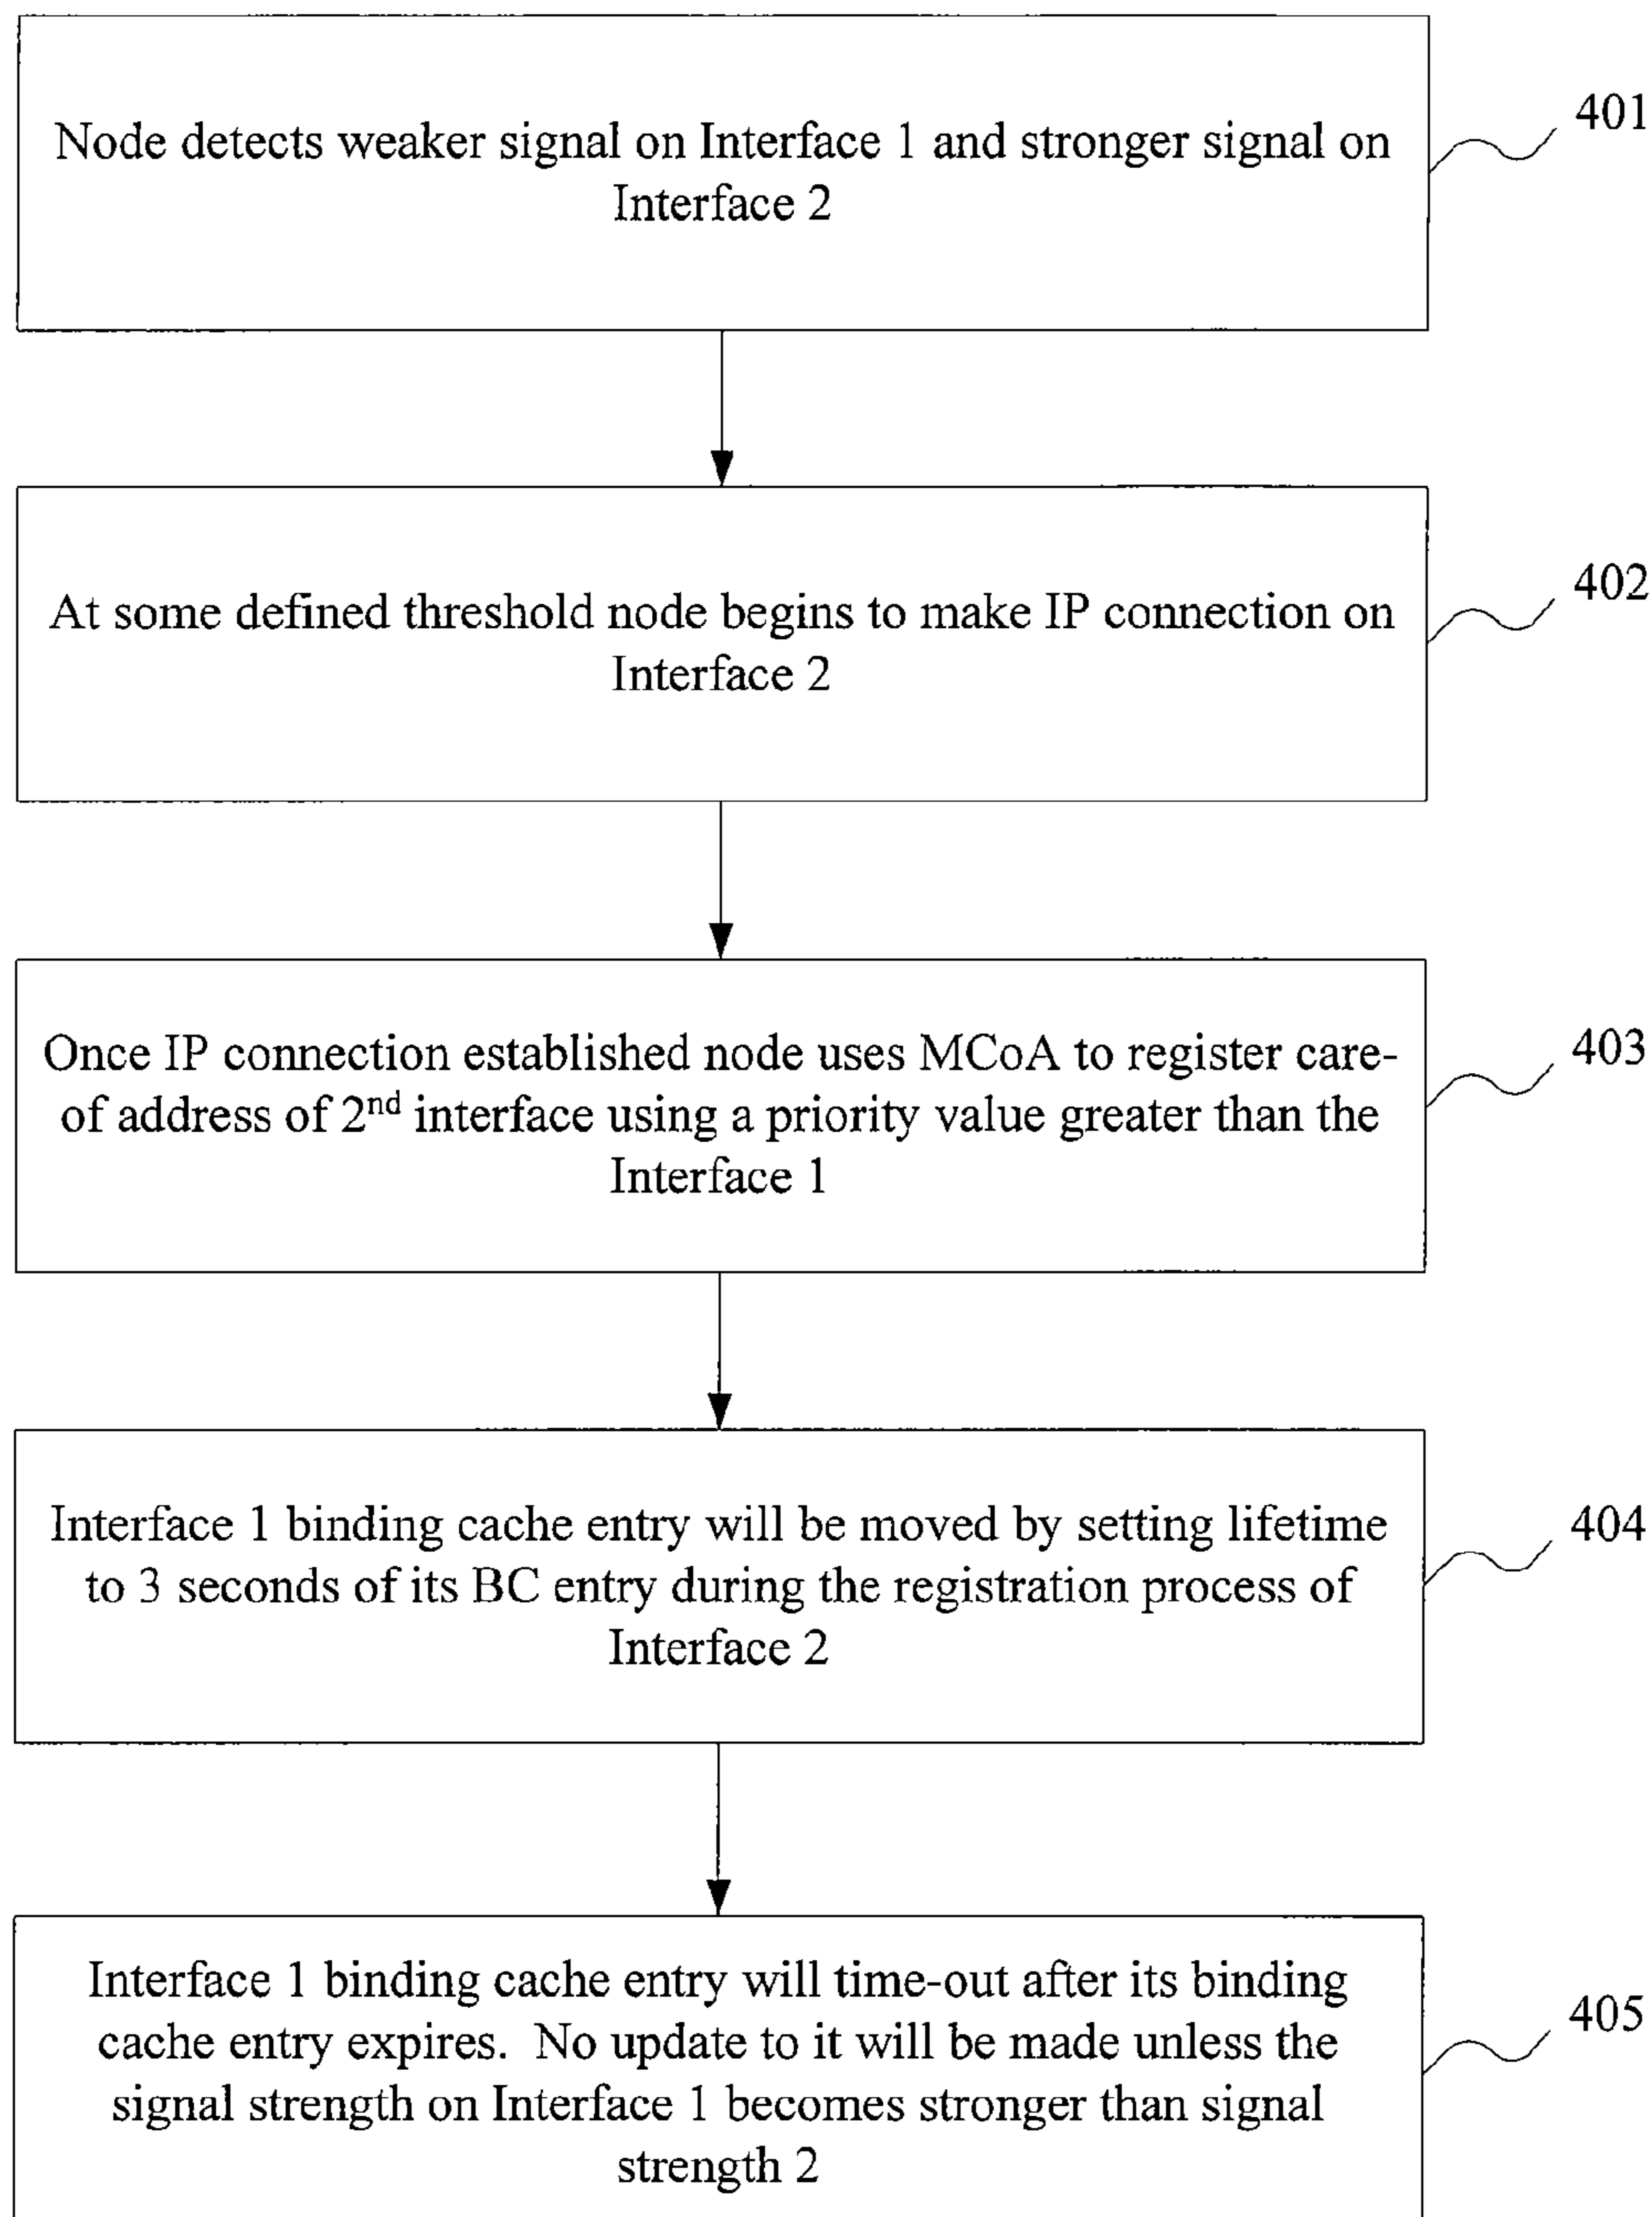 Node detects weaker signal on Interface 1 and stronger signal on
Interface 2
401
At some defined threshold node begins to make IP connection on
Interface 2
402
Once IP connection established node uses MCoA to register care-
of address of 2nd interface using a priority value greater than the
Interface 1
403
Interface 1 binding cache entry will be moved by setting lifetime
to 3 seconds of its BC entry during the registration process of
Interface 2
404
Interface 1 binding cache entry will time-out after its binding
cache entry expires.  No update to it will be made unless the
signal strength on Interface 1 becomes stronger than signal
strength 2
405